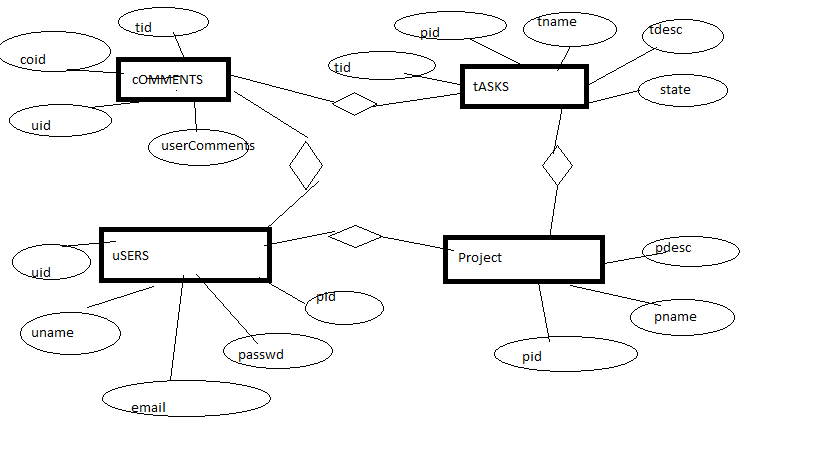 tid
pid
tname
tdesc
coid
tid
cOMMENTS
tASKS
state
uid
userComments
uSERS
Project
pdesc
uid
pid
pname
uname
passwd
pid
email